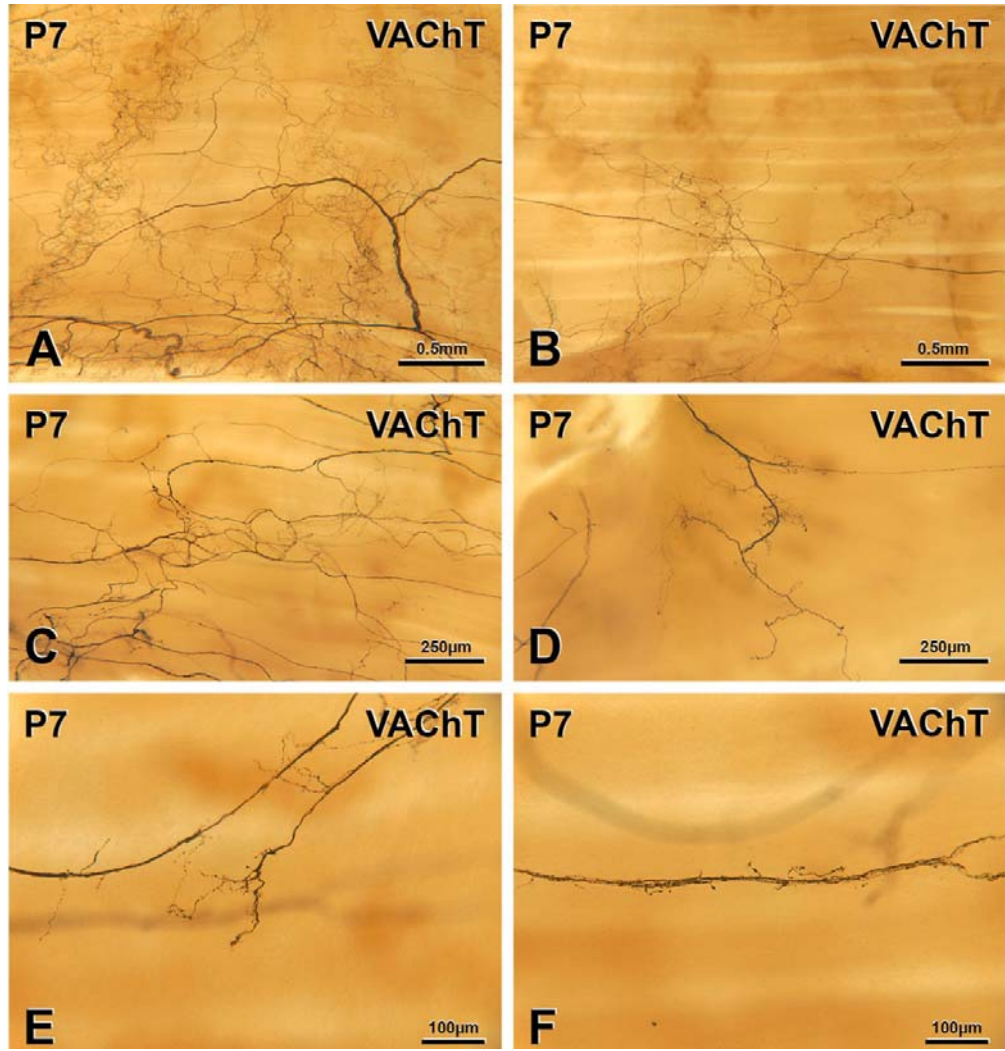 P7 VAChT
A 0.5mm
P7 VAChT
B 0.5mm
P7 VAChT
C 250µm
P7 VAChT
D 250µm
P7 VAChT
E 100µm
P7 VAChT
F 100µm